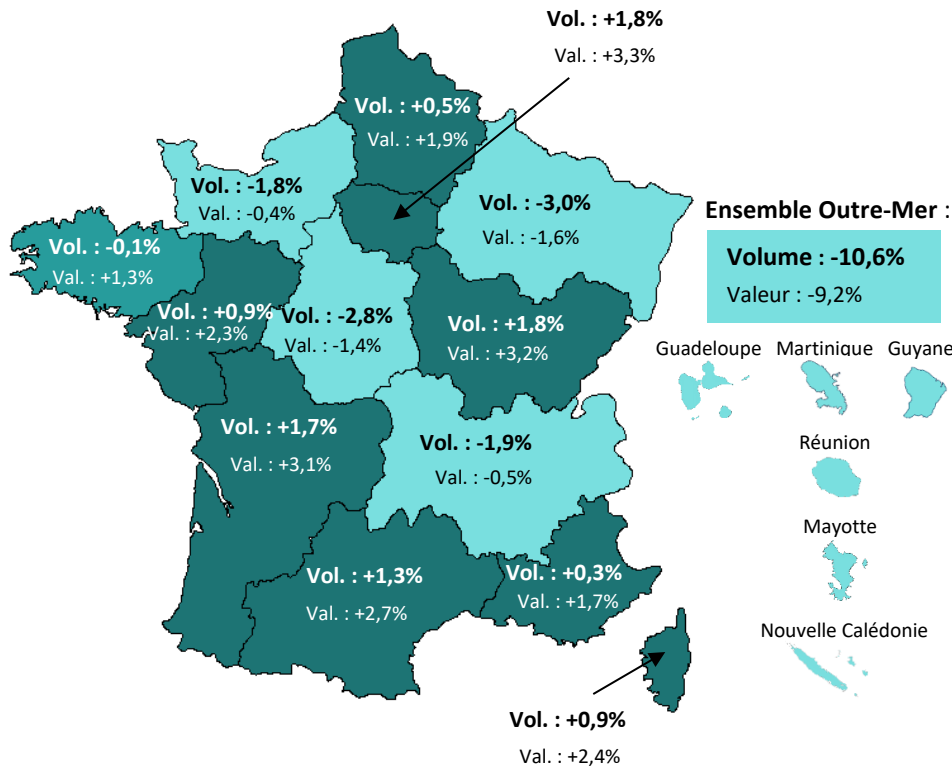 Vol. : +1,8%
Val. : +3,3%
Vol. : +0,5%
Val. : +1,9%
Vol. : -1,8%
Val. : -0,4%
Vol. : -3,0%
Val. : -1,6%
Ensemble Outre-Mer :
Volume : -10,6%
Valeur : -9,2%
Vol. : -0,1%
Val. : +1,3%
Vol. : +0,9%
Val. : +2,3%
Vol. : -2,8%
Val. : -1,4%
Vol. : +1,8%
Val. : +3,2%
Guadeloupe Martinique Guyane
Vol. : +1,7%
Val. : +3,1%
Vol. : -1,9%
Val. : -0,5%
Réunion
Mayotte
Vol. : +1,3%
Val. : +2,7%
Vol. : +0,3%
Val. : +1,7%
Nouvelle Calédonie
Vol. : +0,9%
Val. : +2,4%